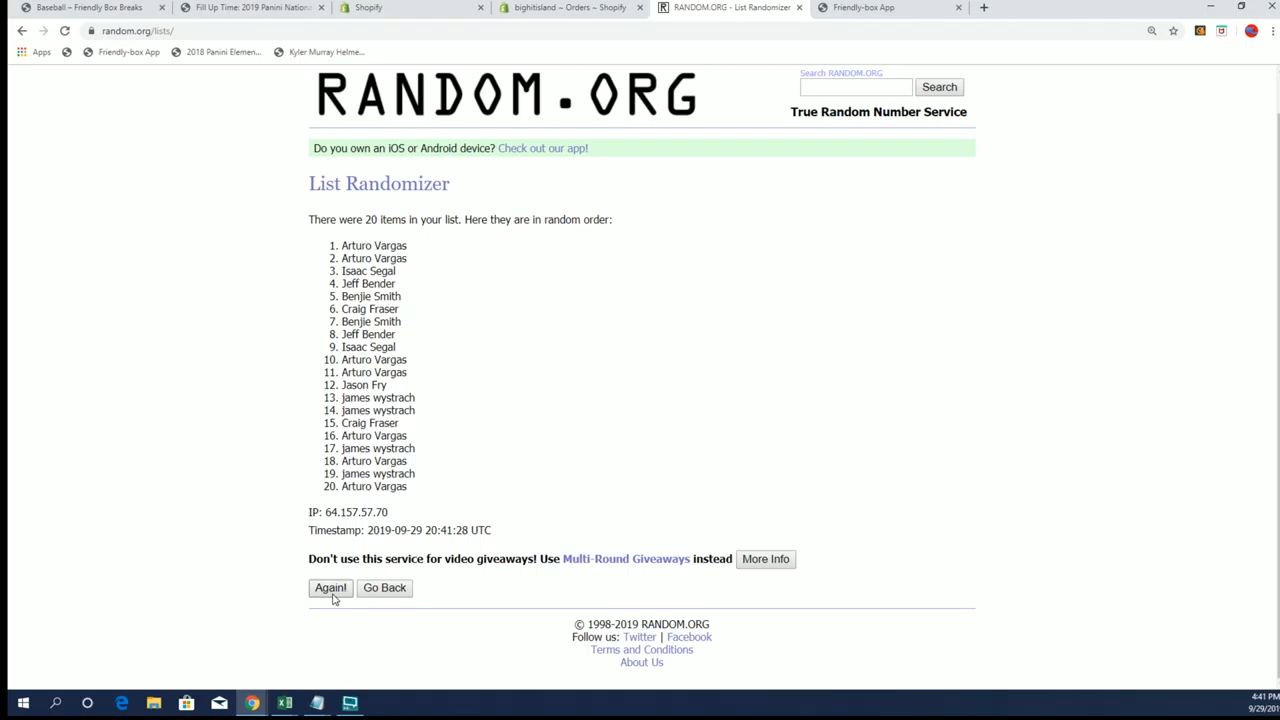 Baseball ~ Friendly Box Breaks
Fill Up Time: 2019 Panini Nation
Shopify
bighitisland ~ Orders ~ Shopify
RANDOM.ORG - List Randomizer
Friendly-box App
random.org/lists/
Apps
Friendly-box App
2018 Panini Elemen...
Kyler Murray Helme...
RANDOM.ORG
Search RANDOM.ORG
Search
True Random Number Service
Do you own an iOS or Android device? Check out our app!
List Randomizer
There were 20 items in your list. Here they are in random order:
1. Arturo Vargas
2. Arturo Vargas
3. Isaac Segal
4. Jeff Bender
5. Benjie Smith
6. Craig Fraser
7. Benjie Smith
8. Jeff Bender
9. Isaac Segal
10. Arturo Vargas
11. Arturo Vargas
12. Jason Fry
13. james wystrach
14. james wystrach
15. Craig Fraser
16. Arturo Vargas
17. james wystrach
18. Arturo Vargas
19. james wystrach
20. Arturo Vargas
IP: 64.157.57.70
Timestamp: 2019-09-29 20:41:28 UTC
Don't use this service for video giveaways! Use Multi-Round Giveaways instead More Info
Again! Go Back
© 1998-2019 RANDOM.ORG
Follow us: Twitter | Facebook
Terms and Conditions
About Us
4:41 PM
9/29/201